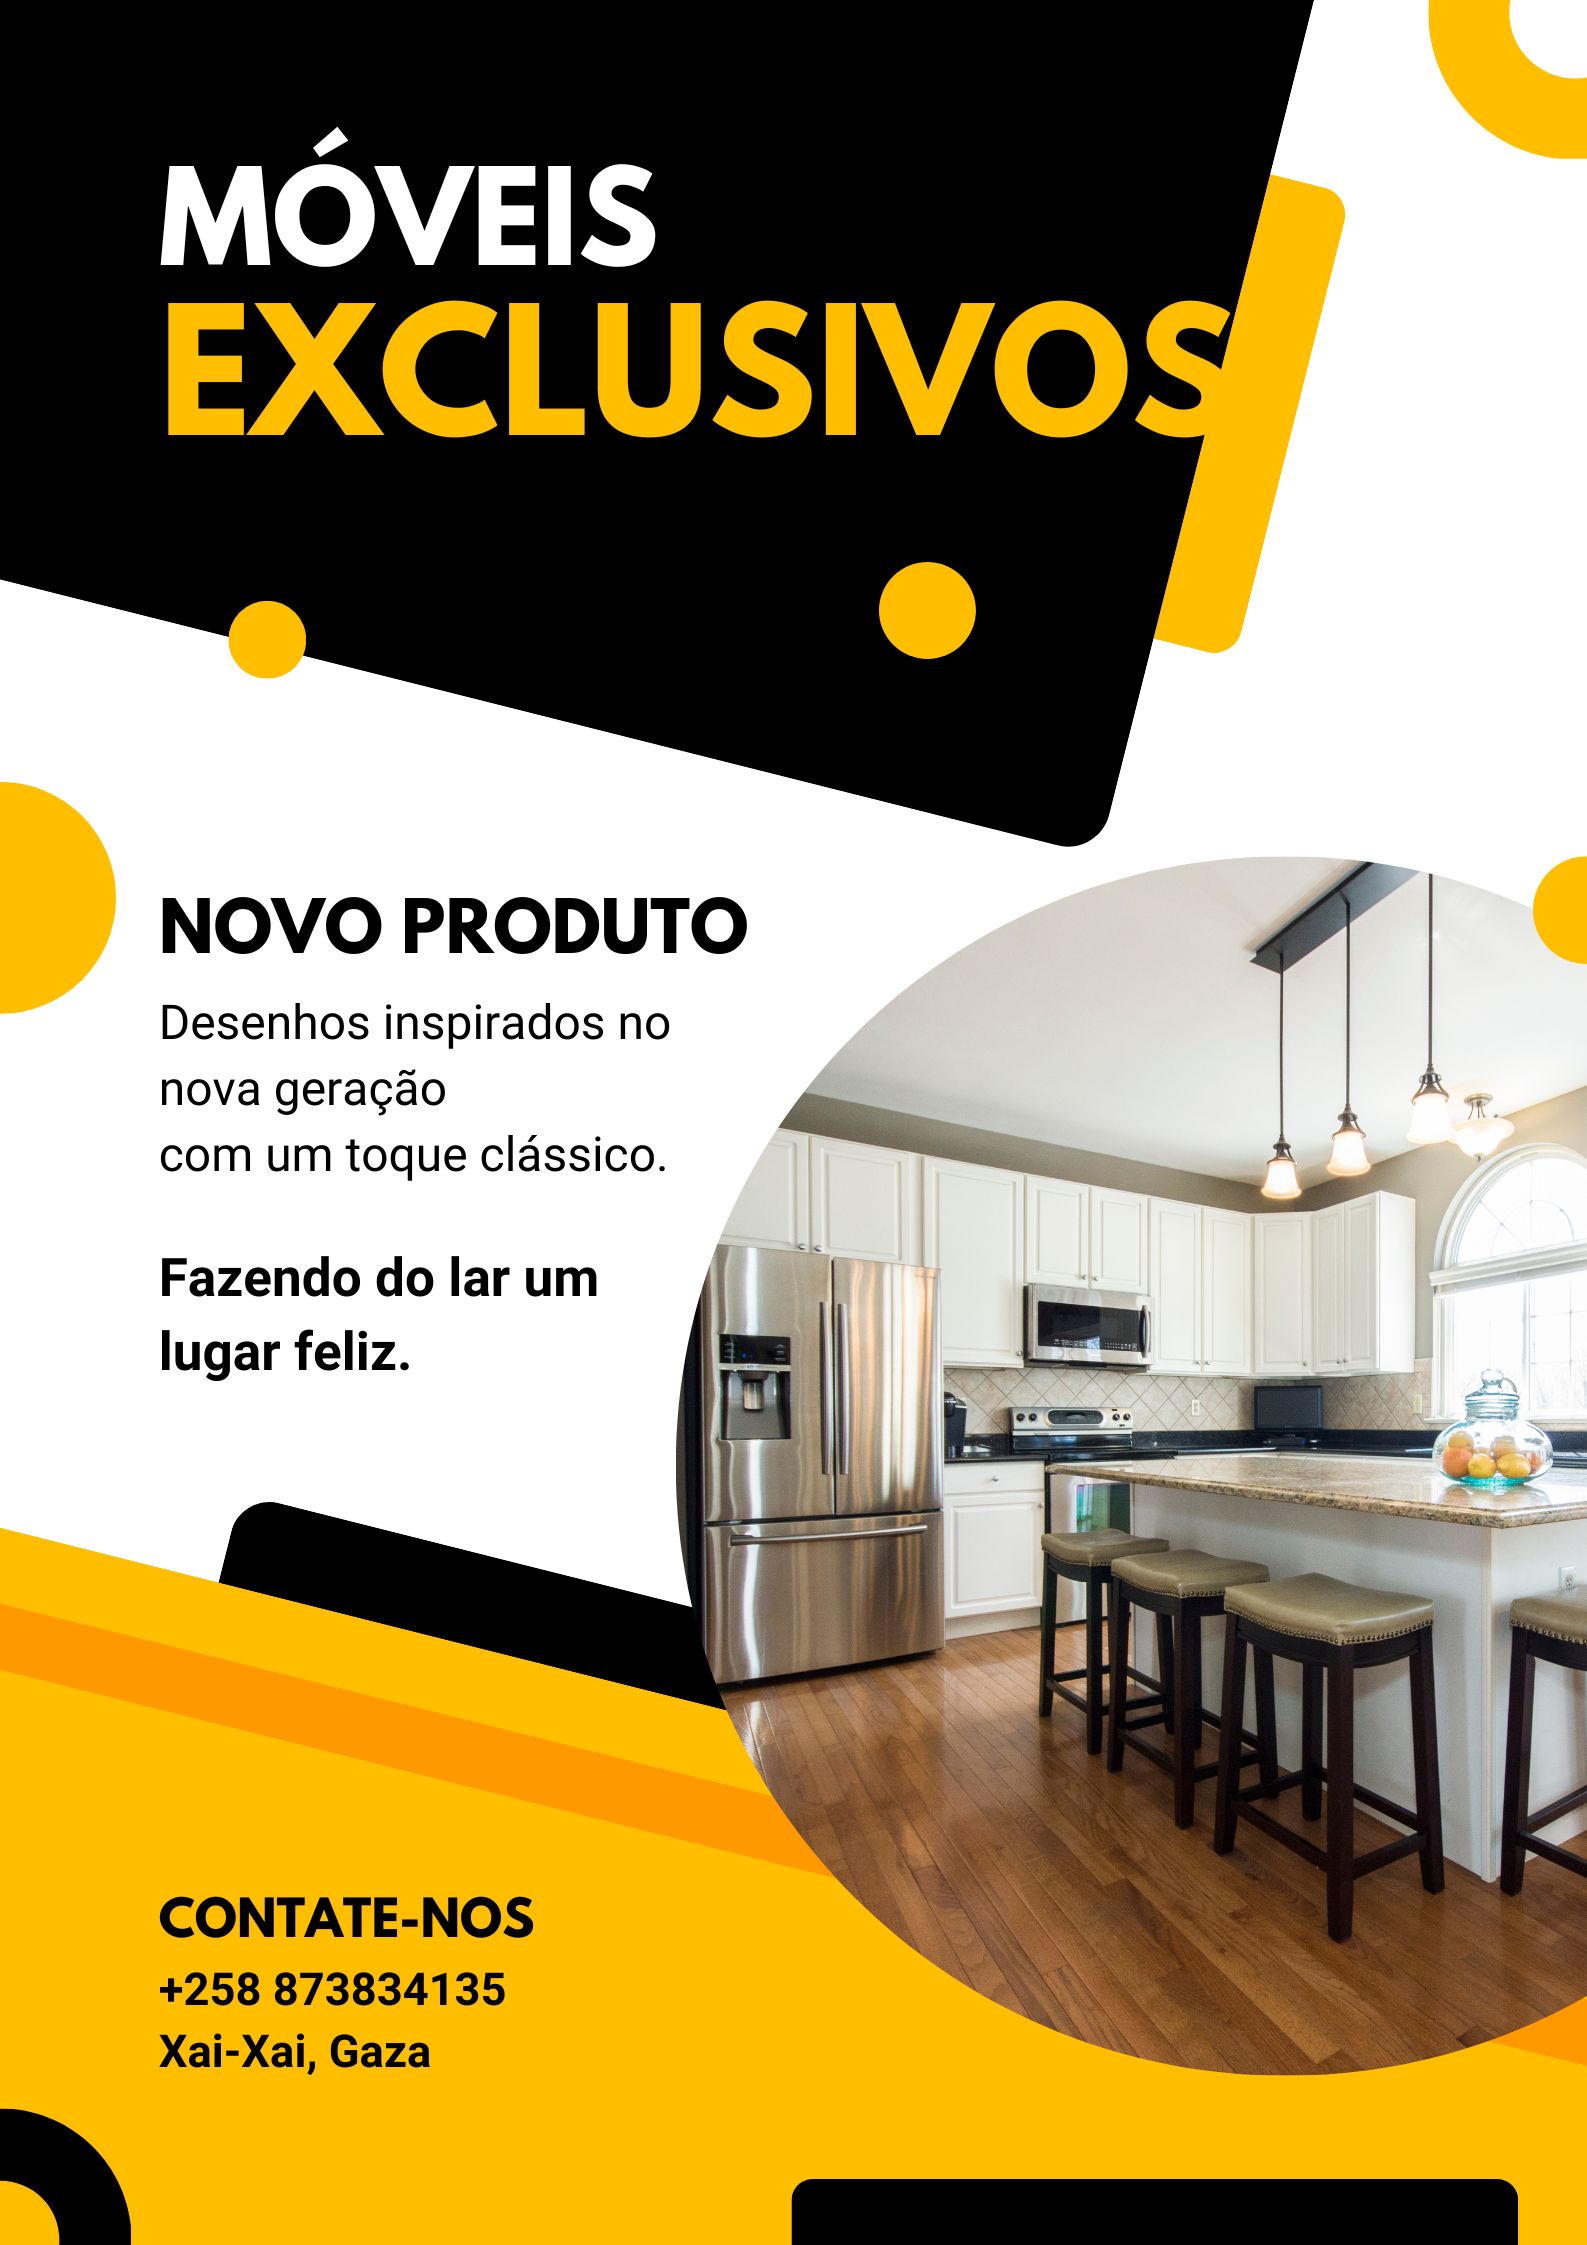 MÓVEIS
EXCLUSIVOS
NOVO PRODUTO
Desenhos inspirados no
nova geração
com um toque clássico.
Fazendo do lar um
lugar feliz.
CONTATE-NOS
+258 873834135
Xai-Xai, Gaza